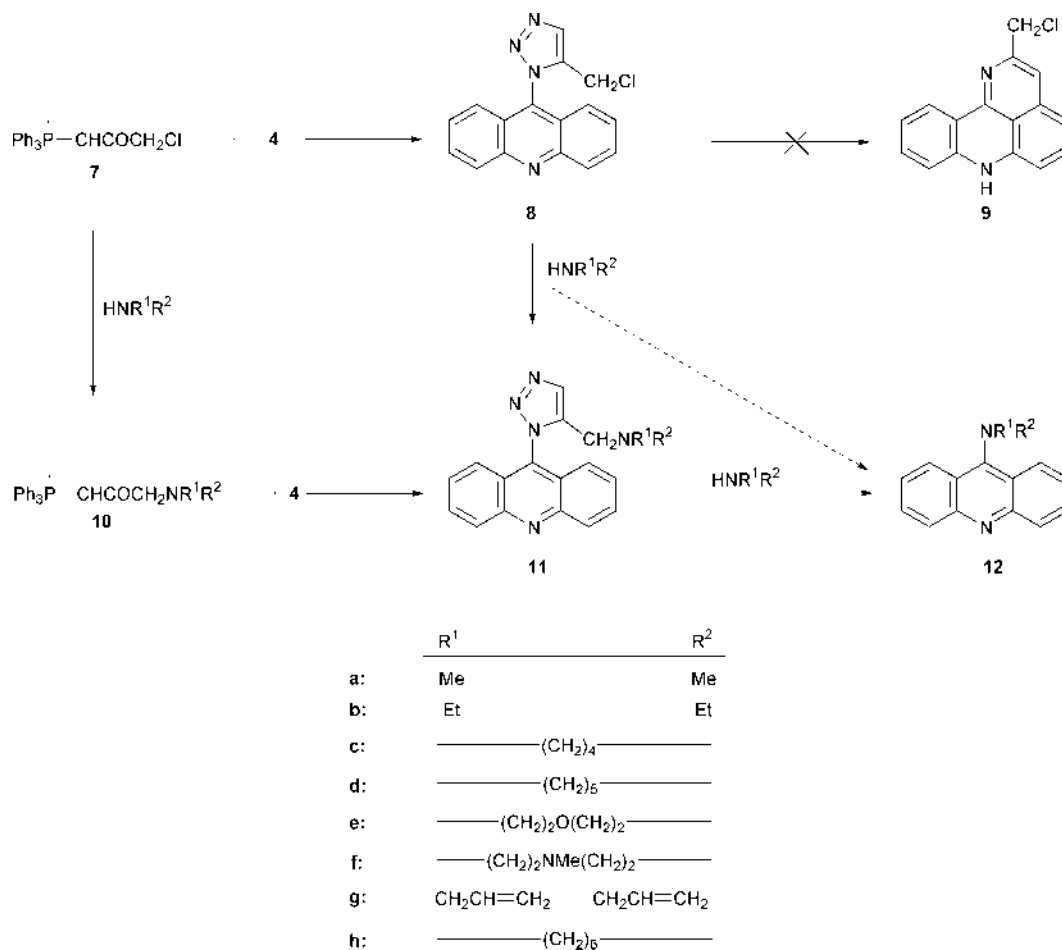 N N N CH₂Cl
CH₂Cl
N
Ph₃P CHCOCH₂Cl · 4
7
N
8
N H
9
HNR¹R²
HNR¹R²
N N N CH₂NR¹R²
Ph₃P CHCOCH₂NR¹R² · 4
10
N
11
HNR¹R²
NR¹R²
N
12
R¹ R²
a: Me Me
b: Et Et
c: (CH₂)₄
d: (CH₂)₅
e: (CH₂)₂O(CH₂)₂
f: (CH₂)₂NMe(CH₂)₂
g: CH₂CH=CH₂ CH₂CH=CH₂
h: (CH₂)₆